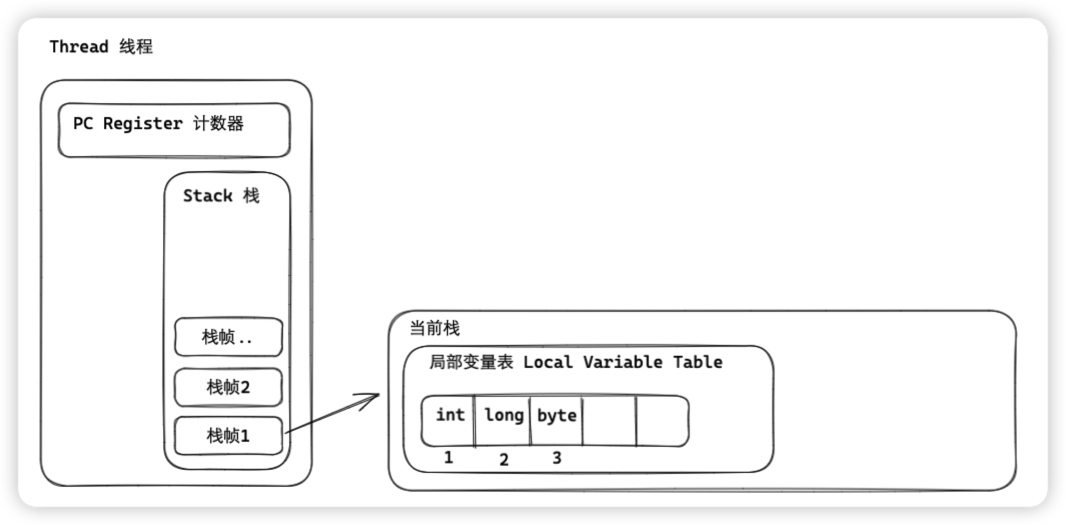 Thread 线程
PC Register 计数器
Stack 栈
栈帧..
栈帧2
栈帧1
当前栈
局部变量表 Local Variable Table
int long byte
1 2 3